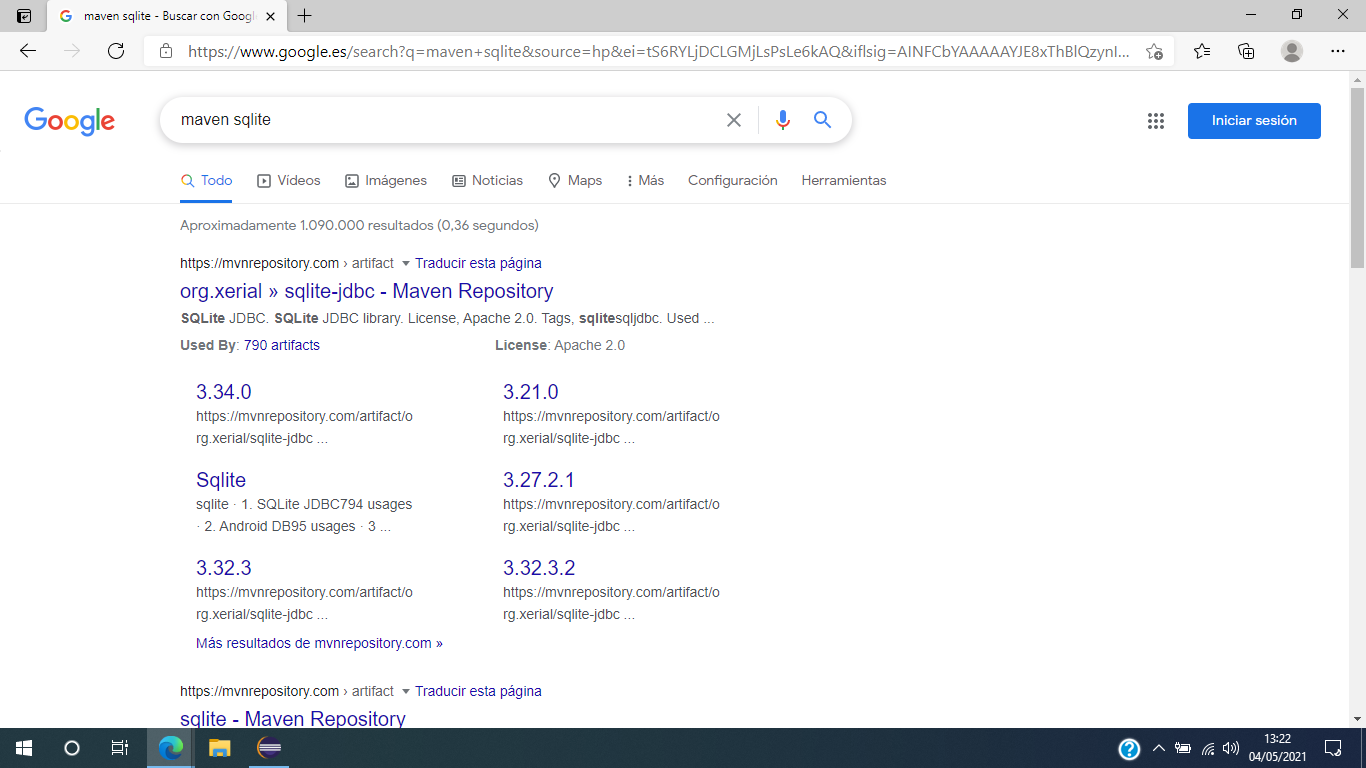 maven sqlite - Buscar con Googl
https://www.google.es/search?q=maven+sqlite&source=hp&ei=tS6RYLjDCLGMjLsPsLe6kAQ&iflsig=AINFCbYAAAAAYJE8xThBlQzynI...
Google
maven sqlite
Iniciar sesión
Todo Vídeos Imágenes Noticias Maps Más Configuración Herramientas
Aproximadamente 1.090.000 resultados (0,36 segundos)
https://mvnrepository.com › artifact Traducir esta página
org.xerial » sqlite-jdbc - Maven Repository
SQLite JDBC. SQLite JDBC library. License, Apache 2.0. Tags, sqlitesqljdbc. Used ...
Used By: 790 artifacts License: Apache 2.0
3.34.0
https://mvnrepository.com/artifact/o
rg.xerial/sqlite-jdbc ...
3.21.0
https://mvnrepository.com/artifact/o
rg.xerial/sqlite-jdbc ...
Sqlite
sqlite · 1. SQLite JDBC794 usages
· 2. Android DB95 usages · 3 ...
3.27.2.1
https://mvnrepository.com/artifact/o
rg.xerial/sqlite-jdbc ...
3.32.3
https://mvnrepository.com/artifact/o
rg.xerial/sqlite-jdbc ...
3.32.3.2
https://mvnrepository.com/artifact/o
rg.xerial/sqlite-jdbc ...
Más resultados de mvnrepository.com »
https://mvnrepository.com › artifact Traducir esta página
sqlite - Maven Repository
13:22
04/05/2021